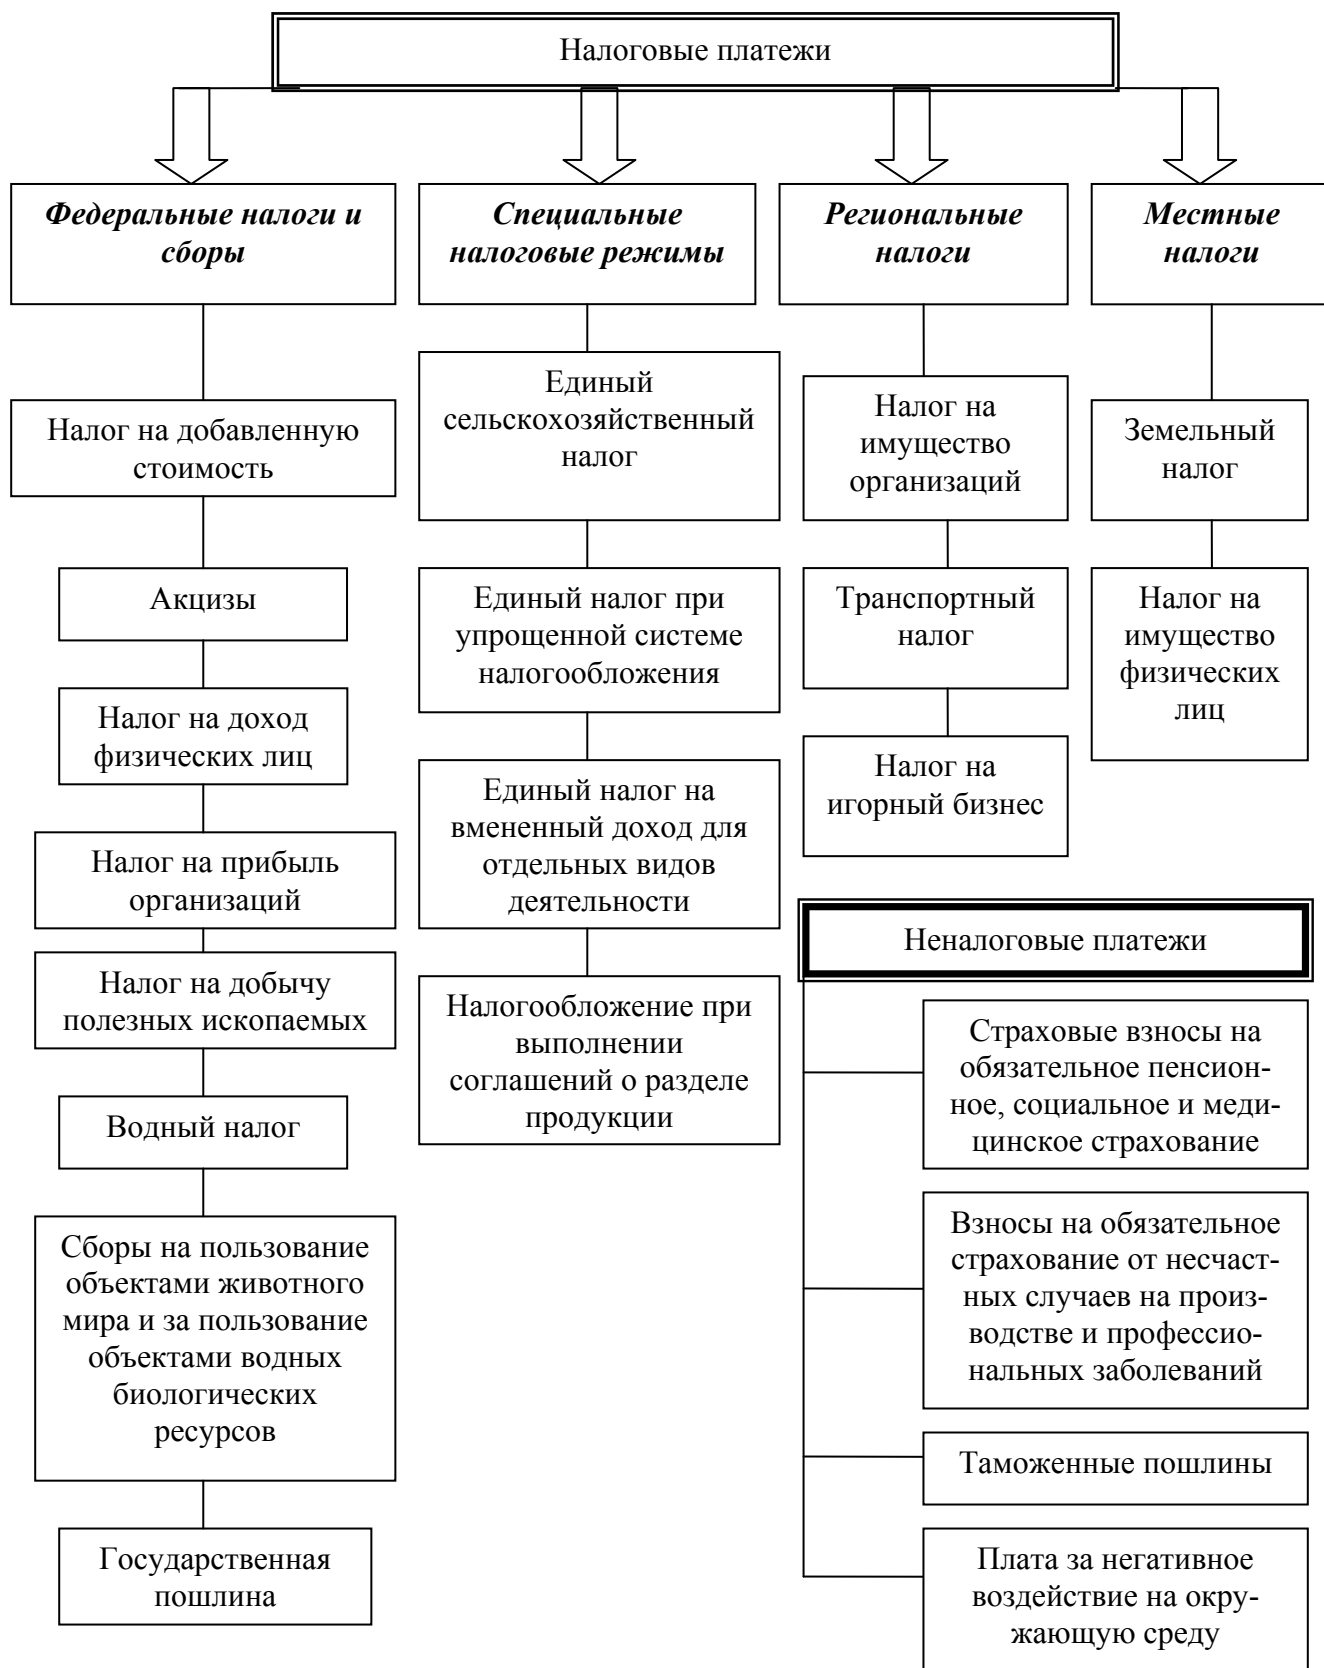 Налоговые платежи
Федеральные налоги и
сборы
Налог на добавленную
стоимость
Акцизы
Налог на доход
физических лиц
Налог на прибыль
организаций
Налог на добычу
полезных ископаемых
Водный налог
Сборы на пользование
объектами животного
мира и за пользование
объектами водных
биологических
ресурсов
Государственная
пошлина
Специальные
налоговые режимы
Единый
сельскохозяйственный
налог
Единый налог при
упрощенной системе
налогообложения
Единый налог на
вмененный доход для
отдельных видов
деятельности
Налогообложение при
выполнении
соглашений о разделе
продукции
Региональные
налоги
Налог на
имущество
организаций
Транспортный
налог
Налог на
игорный бизнес
Местные
налоги
Земельный
налог
Налог на
имущество
физических
лиц
Неналоговые платежи
Страховые взносы на
обязательное пенсион-
ное, социальное и меди-
цинское страхование
Взносы на обязательное
страхование от несчаст-
ных случаев на произ-
водстве и профессио-
нальных заболеваний
Таможенные пошлины
Плата за негативное
воздействие на окру-
жающую среду